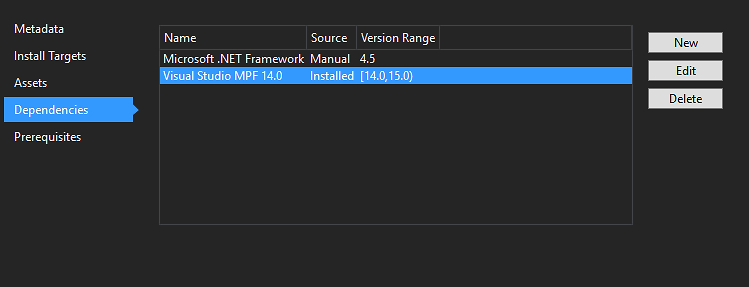 Metadata
Install Targets
Assets
Dependencies
Prerequisites
Name Source Version Range
Microsoft .NET Framework Manual 4.5
Visual Studio MPF 14.0 Installed [14.0,15.0)
New
Edit
Delete